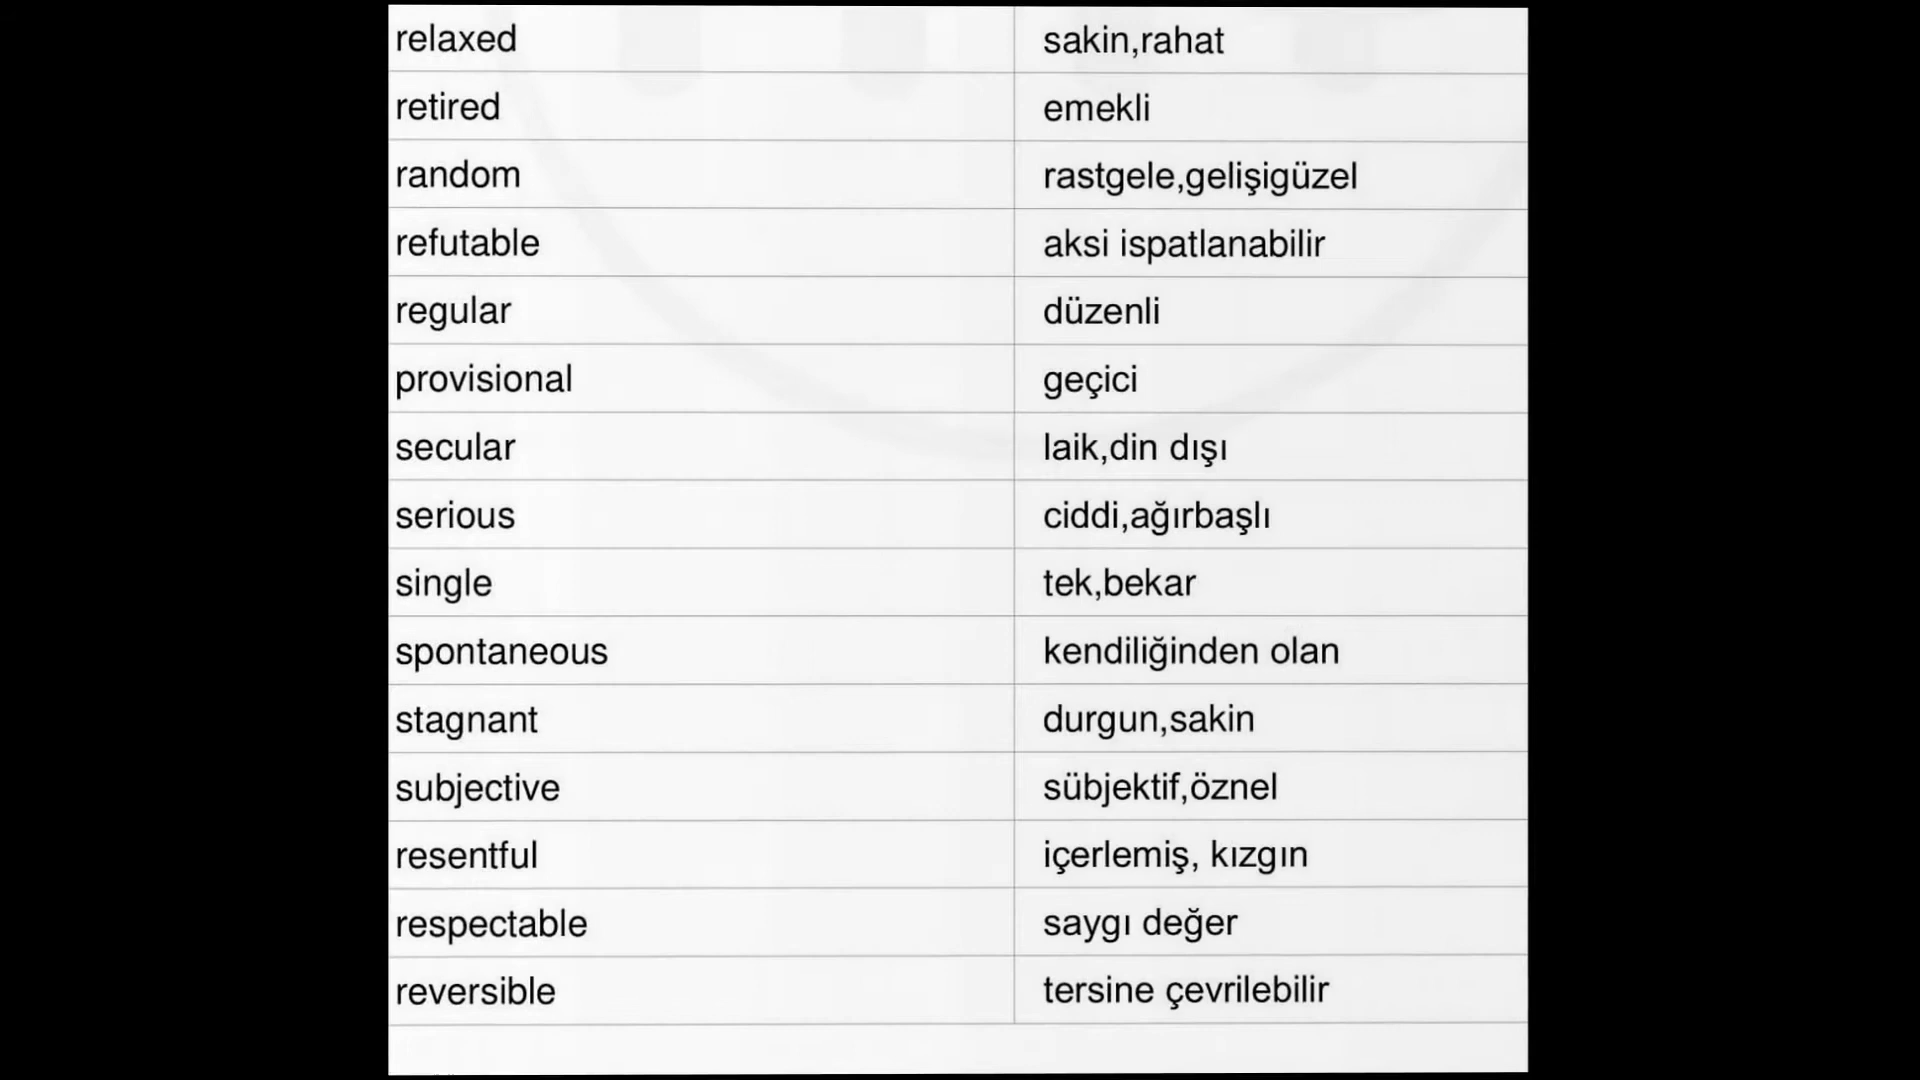 relaxed sakin,rahat
retired emekli
random rastgele,gelişigüzel
refutable aksi ispatlanabilir
regular düzenli
provisional geçici
secular laik,din dışı
serious ciddi,ağırbaşlı
single tek,bekar
spontaneous kendiliğinden olan
stagnant durgun,sakin
subjective sübjektif,öznel
resentful içerlemiş, kızgın
respectable saygı değer
reversible tersine çevrilebilir